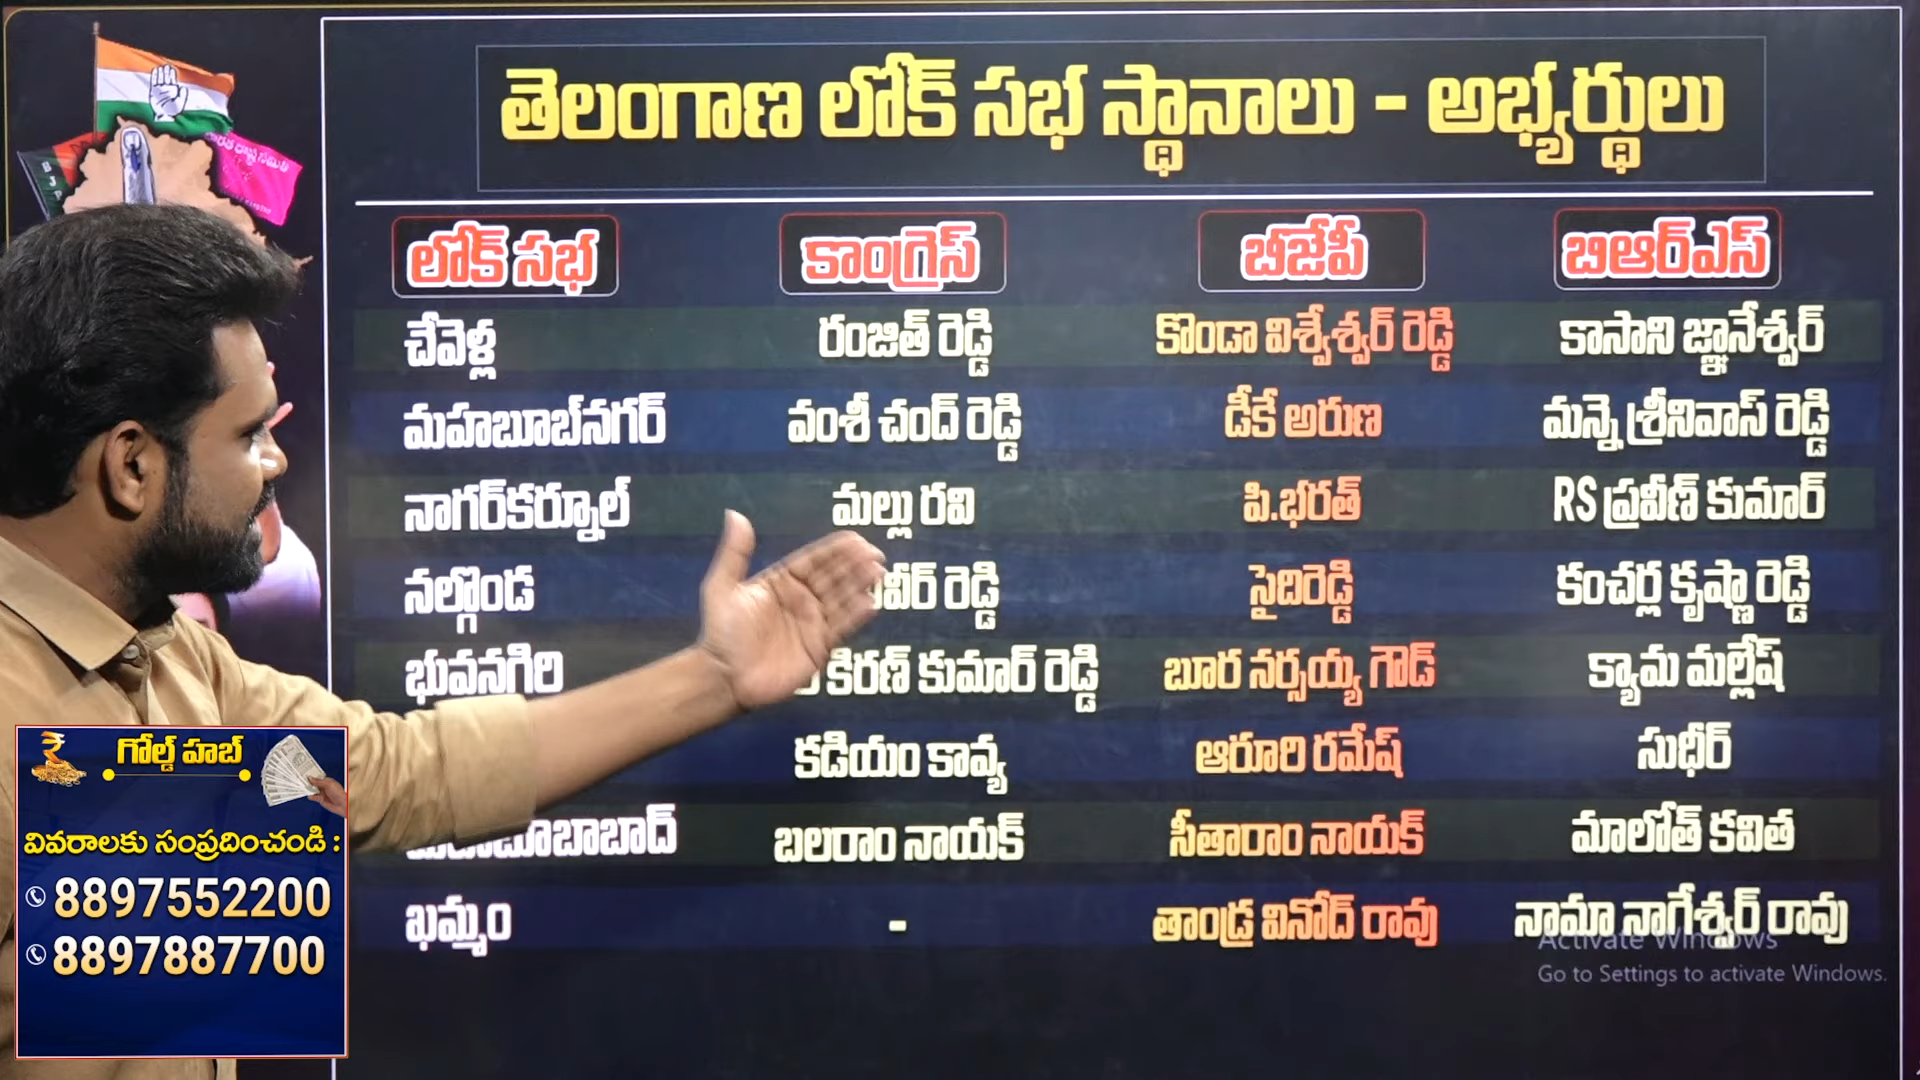 తెలంగాణ లోక్ సభ స్థానాలు - అభ్యర్థులు
లోక్ సభ కాంగ్రెస్ బీజేపీ బిఆర్ఎస్
చేవెళ్ల రంజిత్ రెడ్డి కొండా విశ్వేశ్వర్ రెడ్డి కాసాని జ్ఞానేశ్వర్
మహబూబ్‌నగర్ వంశీ చంద్ రెడ్డి డీకే అరుణ మన్నె శ్రీనివాస్ రెడ్డి
నాగర్‌కర్నూల్ మల్లు రవి పి.భరత్ RS ప్రవీణ్ కుమార్
నల్గొండ రెడ్డి సైదిరెడ్డి కంచర్ల కృష్ణా రెడ్డి
భువనగిరి కిరణ్ కుమార్ రెడ్డి బూర నర్సయ్య గౌడ్ క్యామ మల్లేష్
కడియం కావ్య ఆరూరి రమేష్ సుధీర్
బలరాం నాయక్ సీతారాం నాయక్ మాలోత్ కవిత
ఖమ్మం - తాండ్ర వినోద్ రావు నామా నాగేశ్వర్ రావు
Activate Windows
Go to Settings to activate Windows.
గోల్డ్ హబ్
వివరాలకు సంప్రదించండి :
8897552200
8897887700
BJP